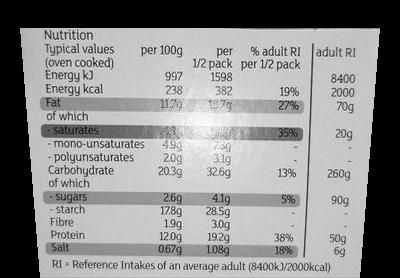 Nutrition
Typical values per 100g per % adult RI adult RI
(oven cooked) 1/2 pack per 1/2 pack
Energy kJ 997 1598 8400
Energy kcal 238 382 19% 2000
Fat 11.7g 18.7g 27% 70g
of which
- saturates 35% 20g
- mono-unsaturates 4.9g - -
- polyunsaturates 2.0g 3.1g - -
Carbohydrate 20.3g 32.6g 13% 260g
of which
- sugars 2.6g 4.1g 5% 90g
- starch 17.8g 28.5g - -
Fibre 1.9g 3.0g - -
Protein 12.0g 19.2g 38% 50g
Salt 0.67g 1.08g 18% 6g
RI = Reference Intakes of an average adult (8400kJ/2000kcal)